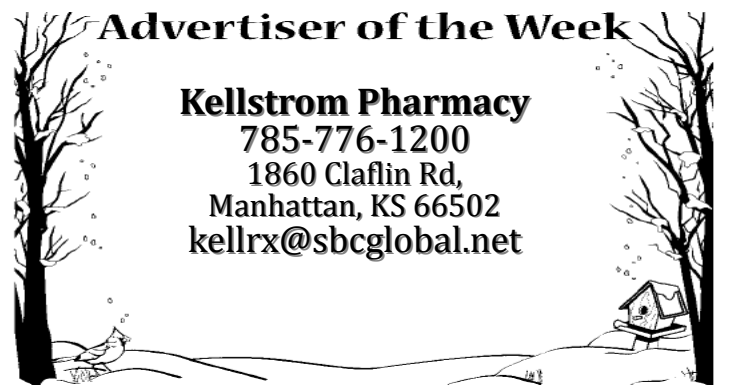 Advertiser of the Week
Kellstrom Pharmacy
785-776-1200
1860 Claflin Rd,
Manhattan, KS 66502
kellrx@sbcglobal.net